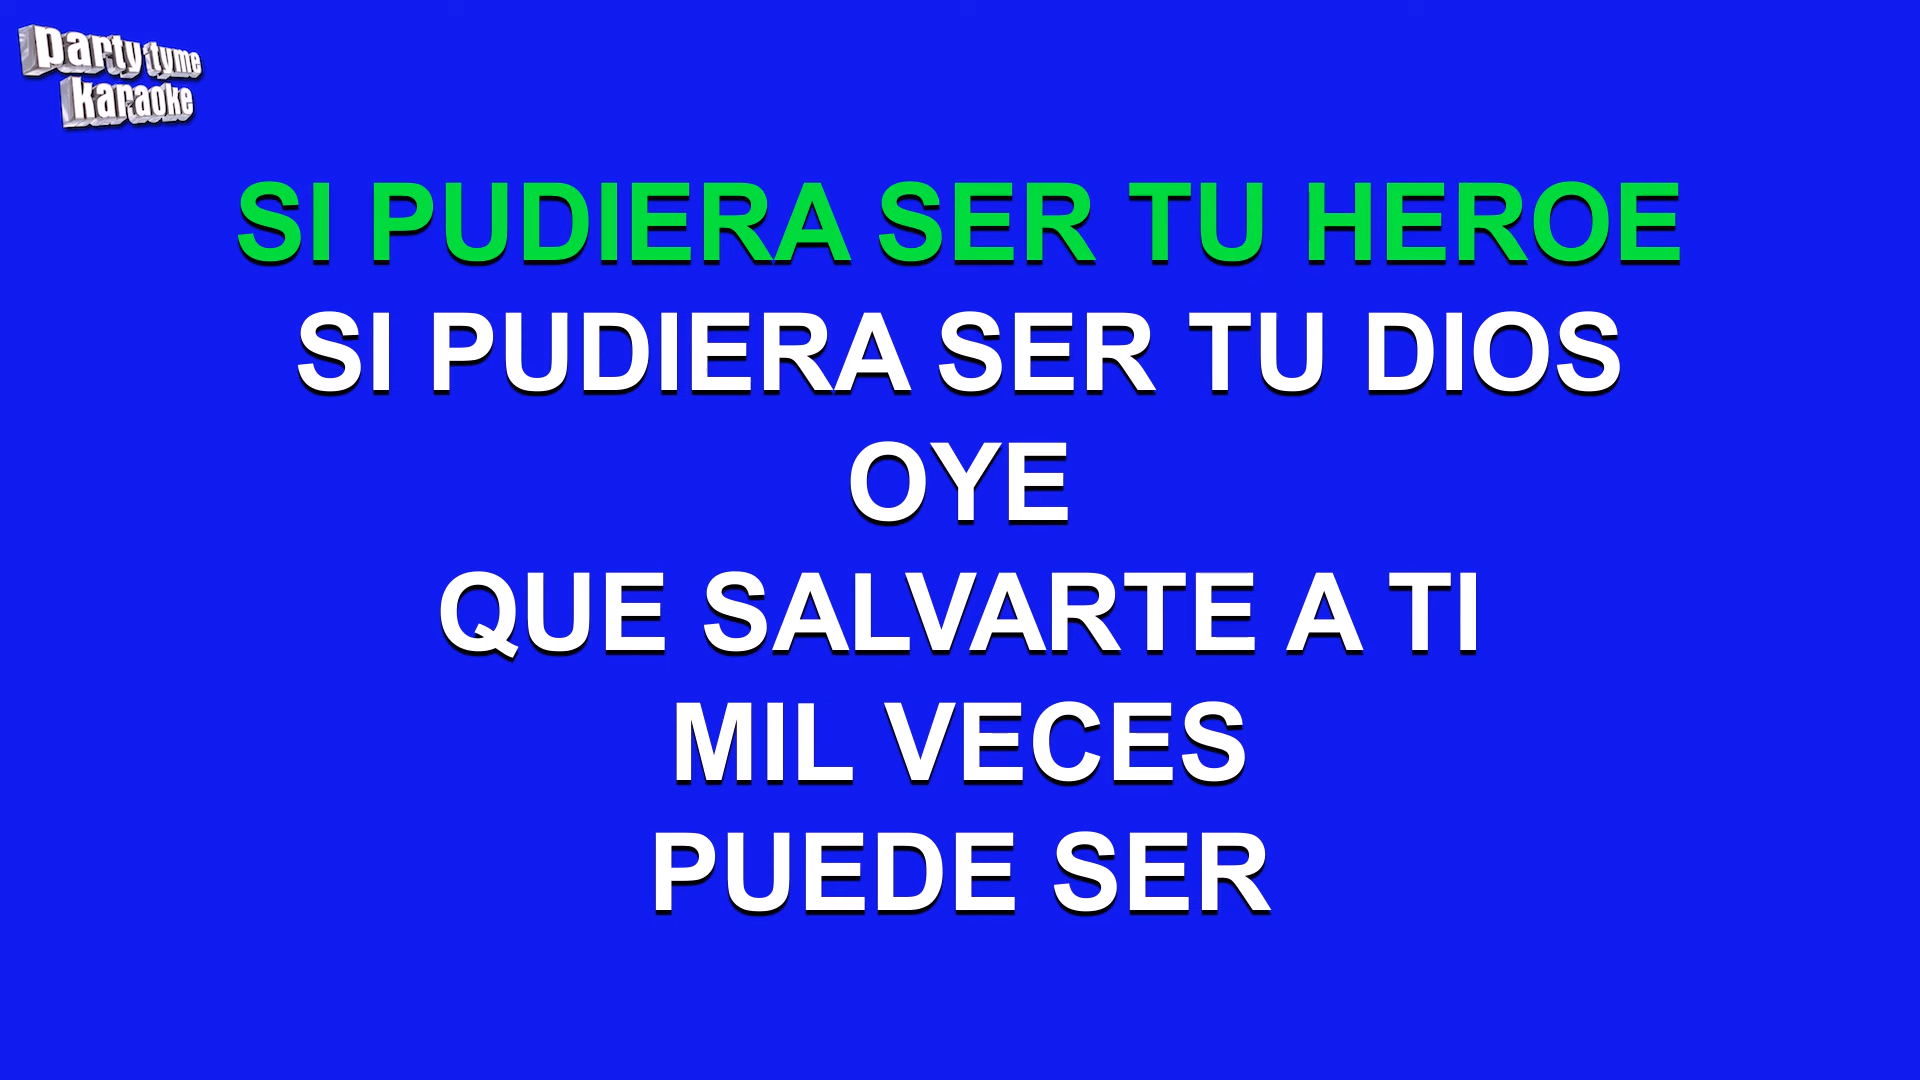 party tyme
karaoke
SI PUDIERA SER TU HEROE
SI PUDIERA SER TU DIOS
OYE
QUE SALVARTE A TI
MIL VECES
PUEDE SER